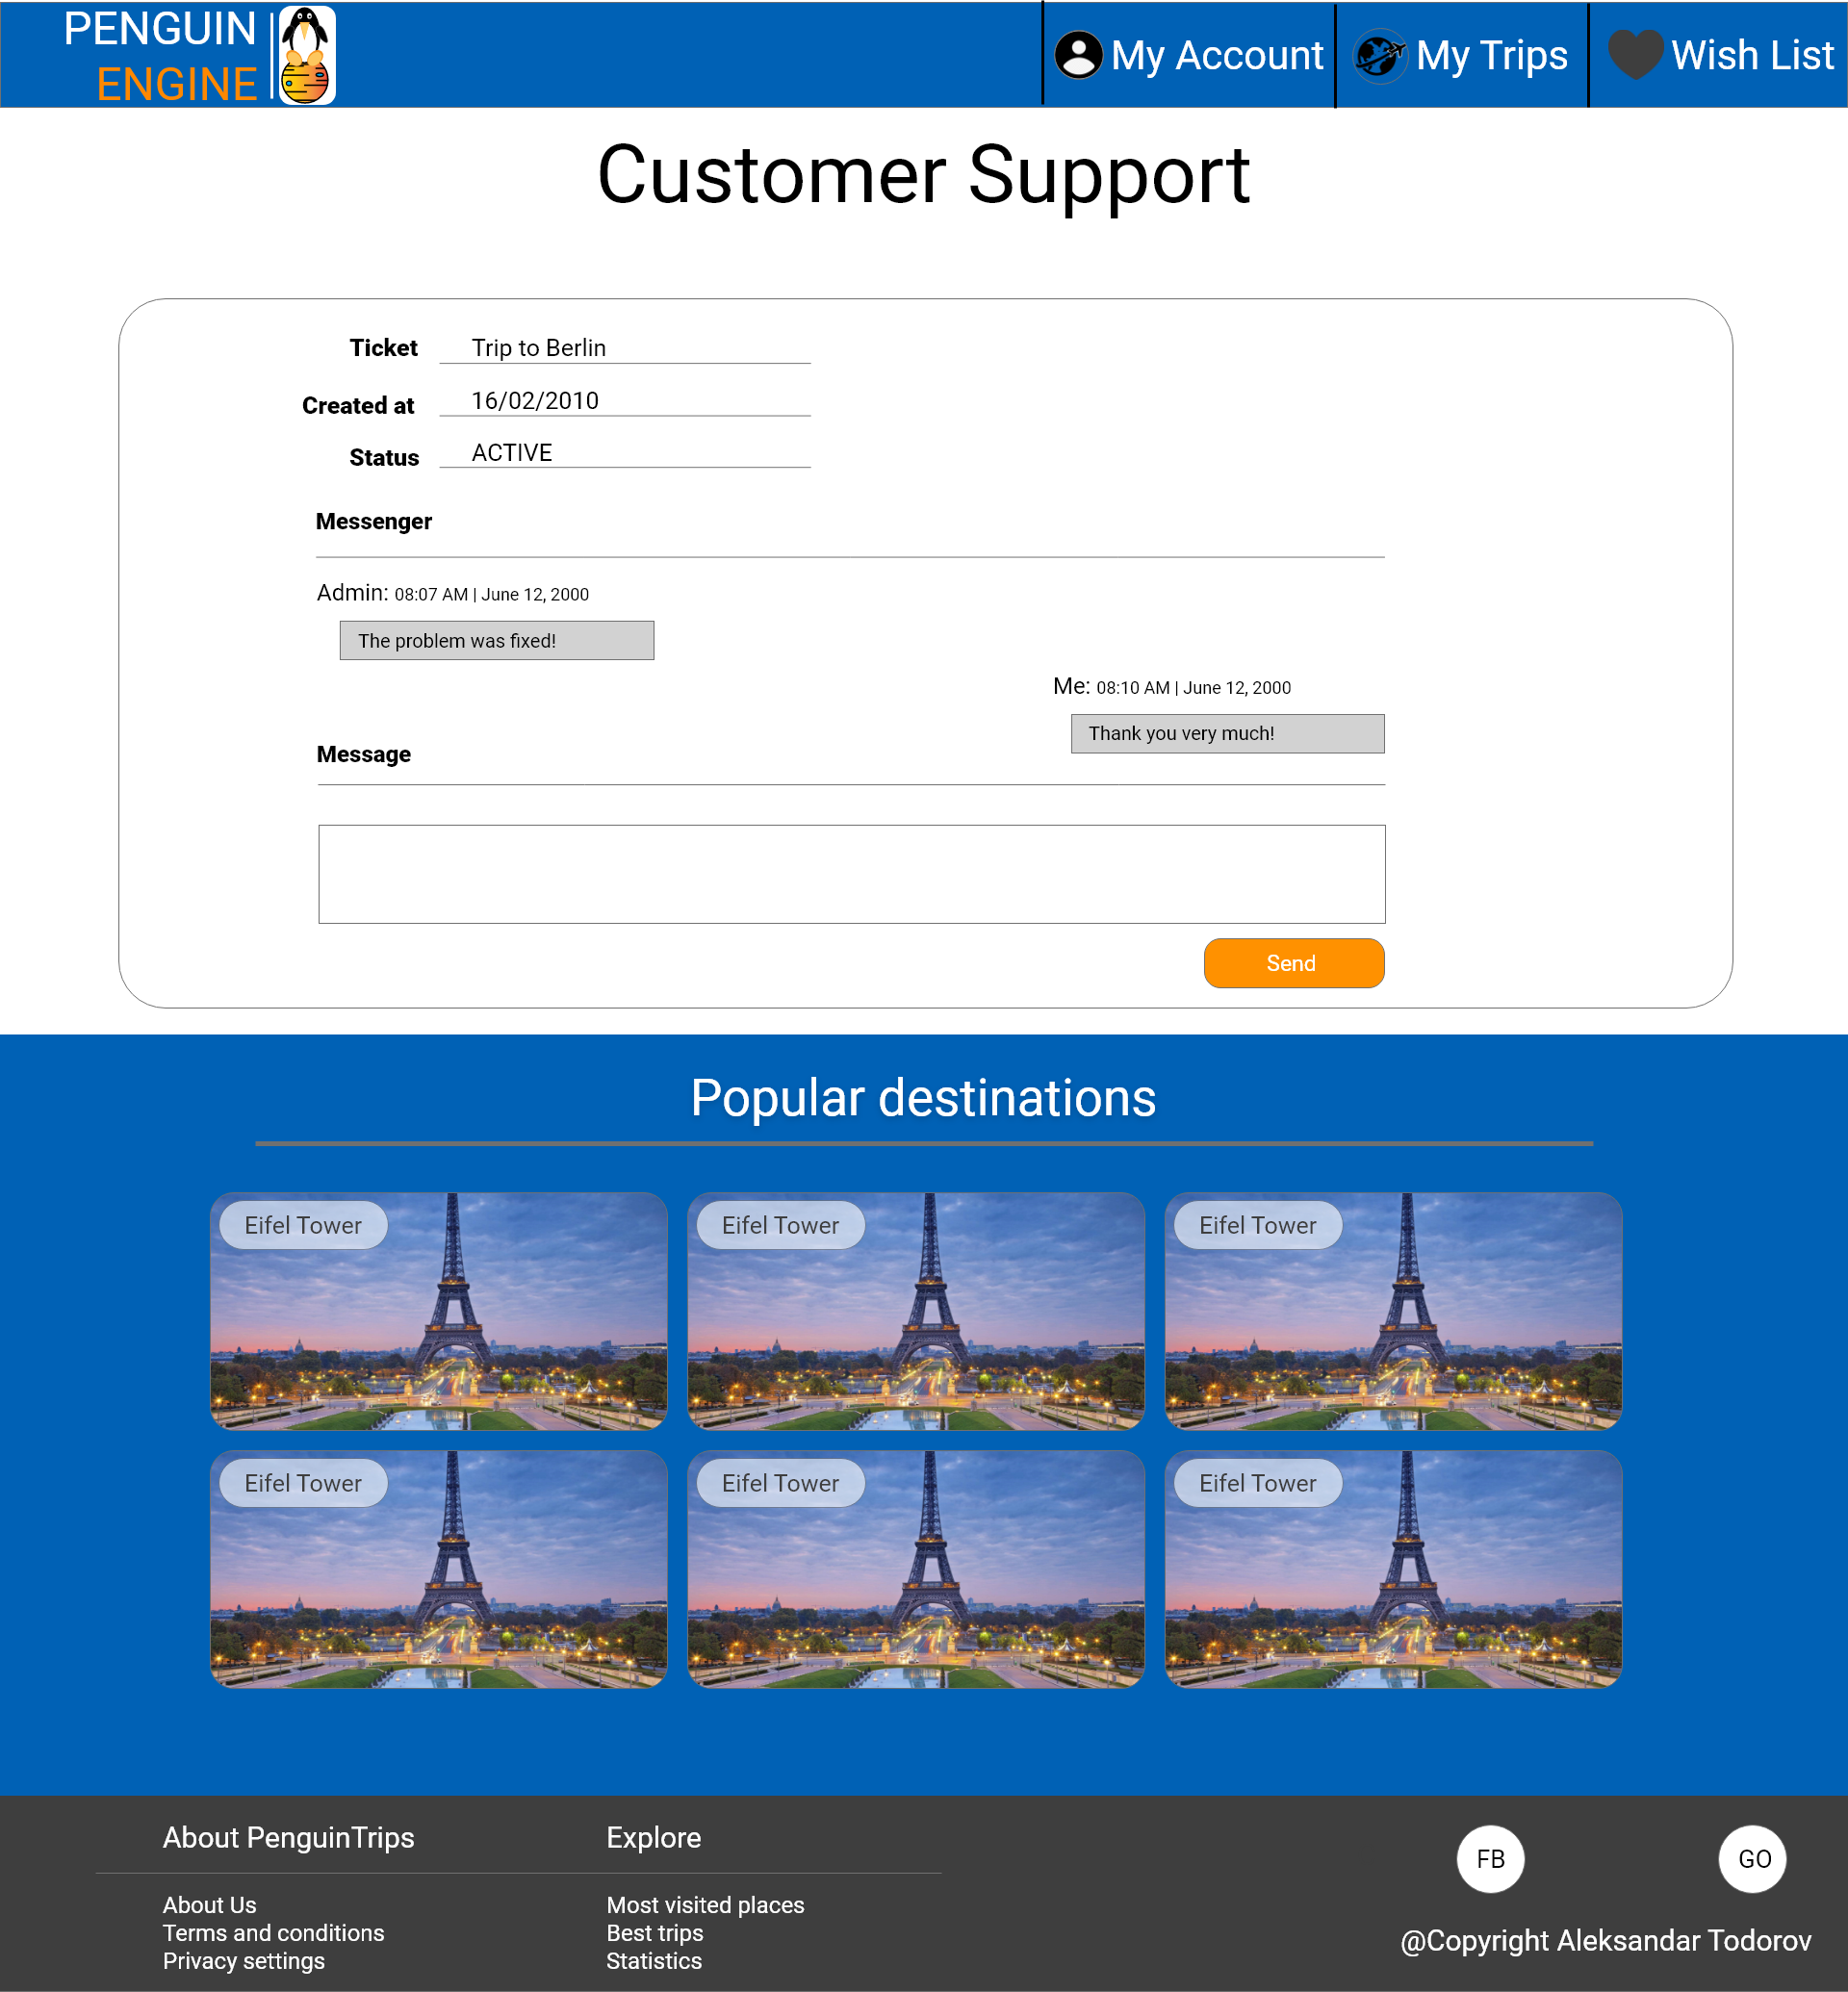 PENGUIN
ENGINE
My Account
My Trips
Wish List
Customer Support
Ticket Trip to Berlin
Created at 16/02/2010
Status ACTIVE
Messenger
Admin: 08:07 AM | June 12, 2000
The problem was fixed!
Me: 08:10 AM | June 12, 2000
Thank you very much!
Message
Send
Popular destinations
Eifel Tower
Eifel Tower
Eifel Tower
Eifel Tower
Eifel Tower
Eifel Tower
About PenguinTrips
About Us
Terms and conditions
Privacy settings
Explore
Most visited places
Best trips
Statistics
FB
GO
@Copyright Aleksandar Todorov